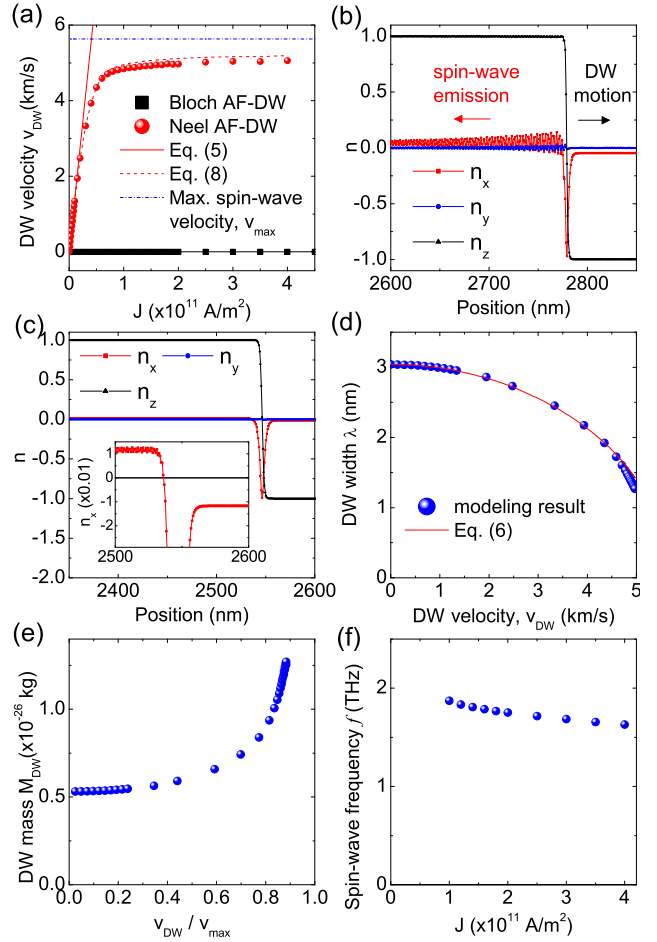 (a)
6
4
2
0
DW velocity v_DW(km/s)
Bloch AF-DW
Neel AF-DW
Eq. (5)
Eq. (8)
Max. spin-wave
velocity, v_max
0 1 2 3 4
J (x10^11 A/m^2)
(b)
1.0
0.5
0.0
-0.5
-1.0
n
spin-wave
emission
DW
motion
n_x
n_y
n_z
2600 2700 2800
Position (nm)
(c)
1.0
0.5
0.0
-0.5
-1.0
-1.5
-2.0
n
n_x n_y
n_z
1
0
-1
-2
n_x (x0.01)
2500 2600
2400 2500 2600
Position (nm)
(d)
3
2
1
0
DW width λ (nm)
modeling result
Eq. (6)
0 1 2 3 4 5
DW velocity, v_DW (km/s)
(e)
1.5
1.0
0.5
0.0
DW mass M_DW(x10^-26 kg)
0.0 0.2 0.4 0.6 0.8 1.0
v_DW / v_max
(f)
3
2
1
0
Spin-wave frequency f (THz)
0 1 2 3 4
J (x10^11 A/m^2)